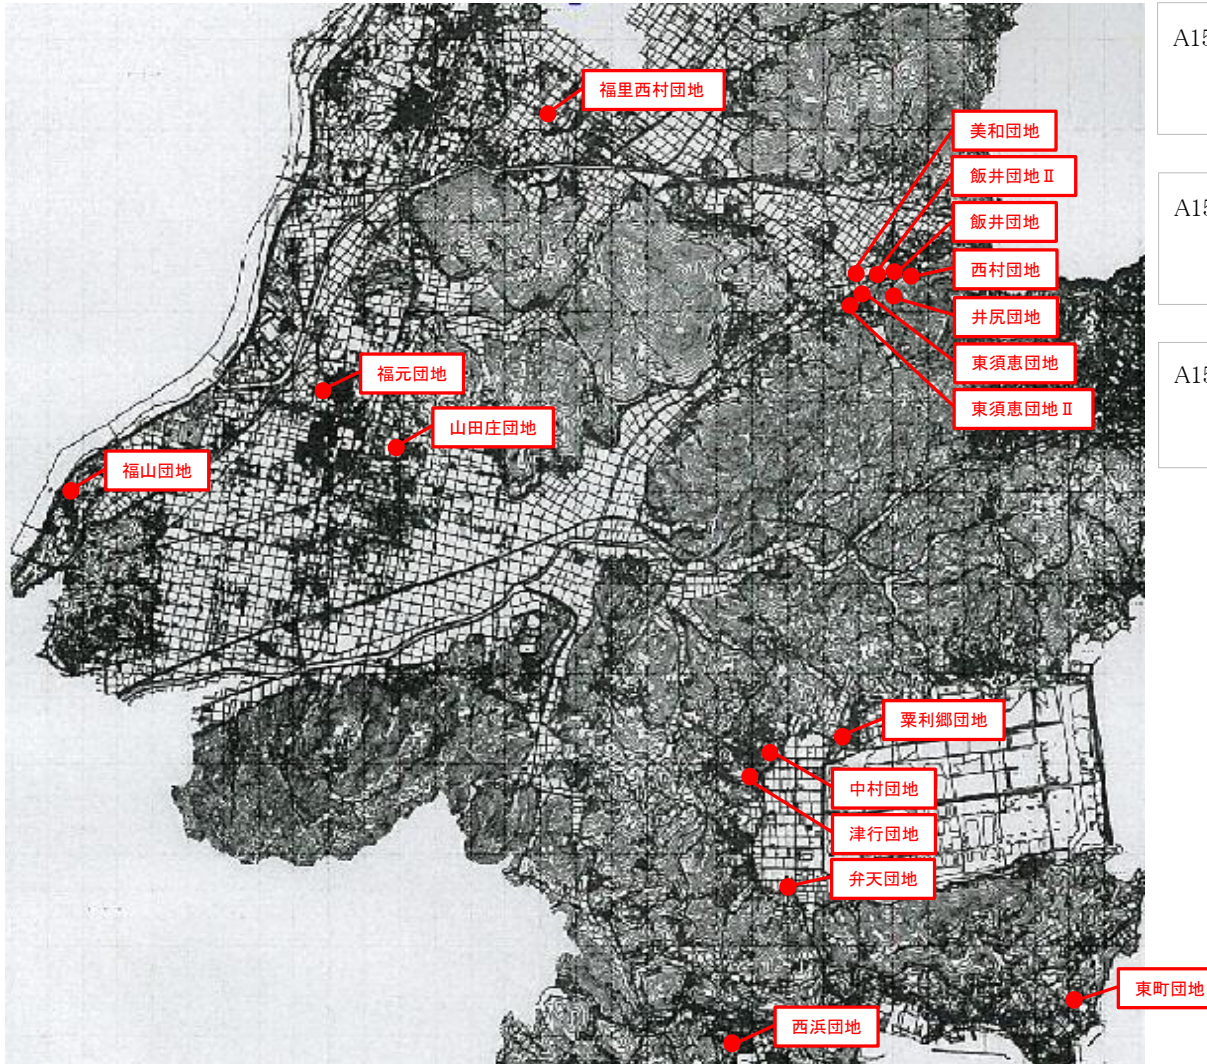 A15
福里西村団地
美和団地
飯井団地Ⅱ
飯井団地
A15
西村団地
井尻団地
東須恵団地
A15
東須恵団地Ⅱ
福元団地
山田庄団地
福山団地
粟利郷団地
中村団地
津行団地
弁天団地
東町団地
西浜団地